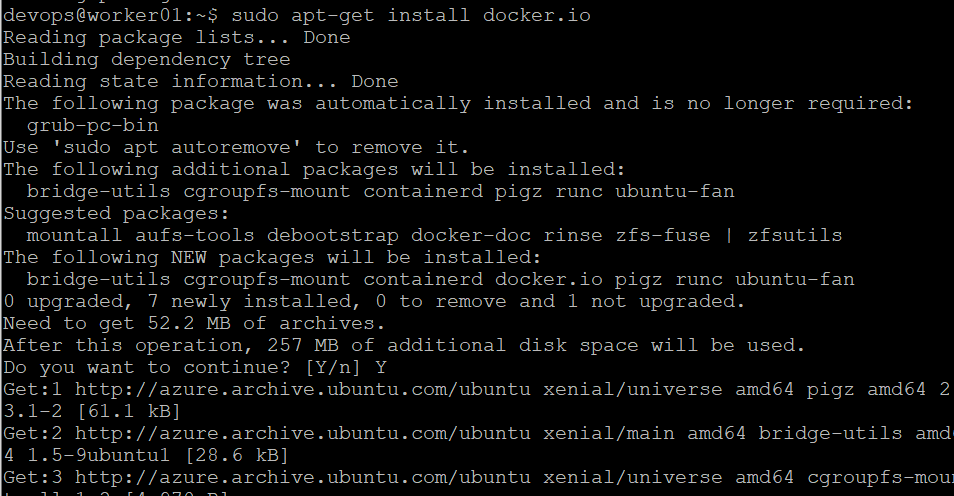 devops@worker01:~$ sudo apt-get install docker.io
Reading package lists... Done
Building dependency tree
Reading state information... Done
The following package was automatically installed and is no longer required:
  grub-pc-bin
Use 'sudo apt autoremove' to remove it.
The following additional packages will be installed:
  bridge-utils cgroupfs-mount containerd pigz runc ubuntu-fan
Suggested packages:
  mountall aufs-tools debootstrap docker-doc rinse zfs-fuse | zfsutils
The following NEW packages will be installed:
  bridge-utils cgroupfs-mount containerd docker.io pigz runc ubuntu-fan
0 upgraded, 7 newly installed, 0 to remove and 1 not upgraded.
Need to get 52.2 MB of archives.
After this operation, 257 MB of additional disk space will be used.
Do you want to continue? [Y/n] Y
Get:1 http://azure.archive.ubuntu.com/ubuntu xenial/universe amd64 pigz amd64 2
3.1-2 [61.1 kB]
Get:2 http://azure.archive.ubuntu.com/ubuntu xenial/main amd64 bridge-utils amd
4 1.5-9ubuntu1 [28.6 kB]
Get:3 http://azure.archive.ubuntu.com/ubuntu xenial/universe amd64 cgroupfs-mou